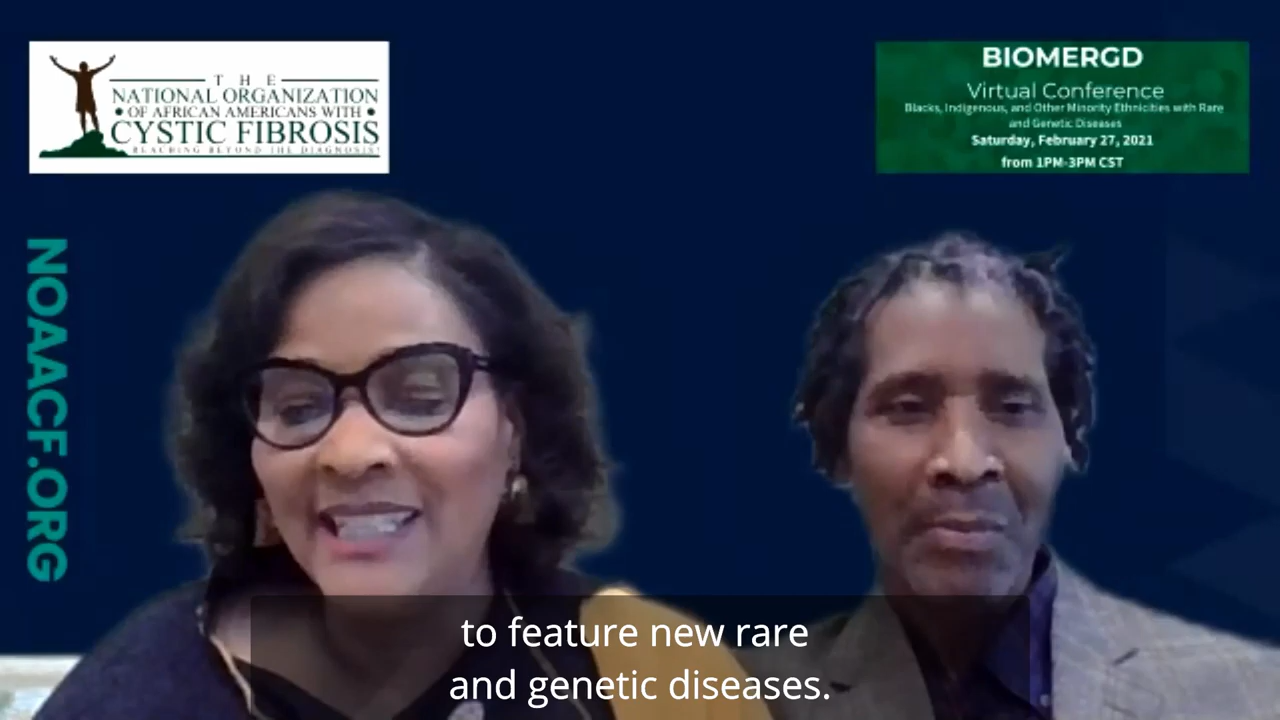 THE
NATIONAL ORGANIZATION
• OF AFRICAN AMERICANS WITH •
CYSTIC FIBROSIS
REACHING BEYOND THE DIAGNOSIS!
BIOMERGD
Virtual Conference
Blacks, Indigenous, and Other Minority Ethnicities with Rare
and Genetic Diseases
Saturday, February 27, 2021
from 1PM-3PM CST
NOAACF.ORG
to feature new rare
and genetic diseases.